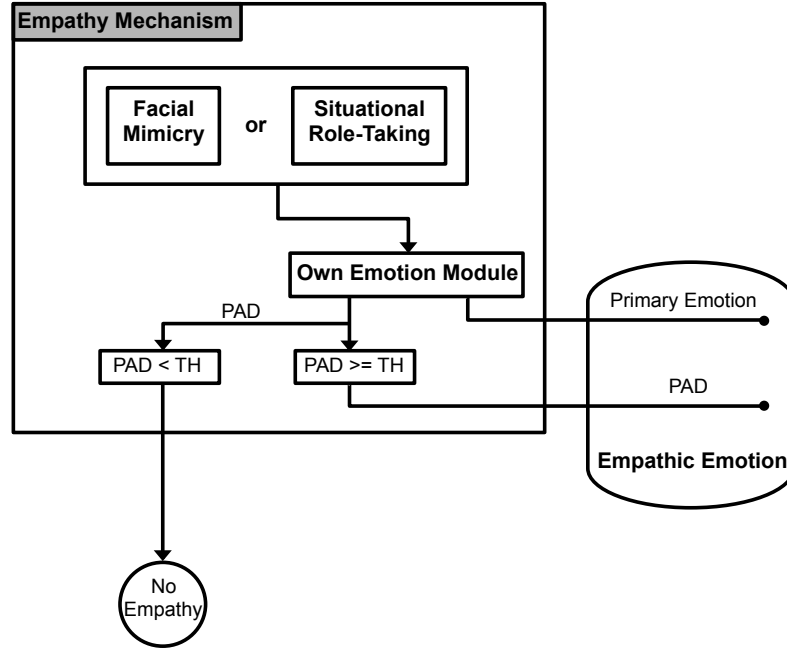 Empathy Mechanism
Facial
Mimicry
or
Situational
Role-Taking
Own Emotion Module
PAD
Primary Emotion
PAD < TH
PAD >= TH
PAD
Empathic Emotion
No
Empathy